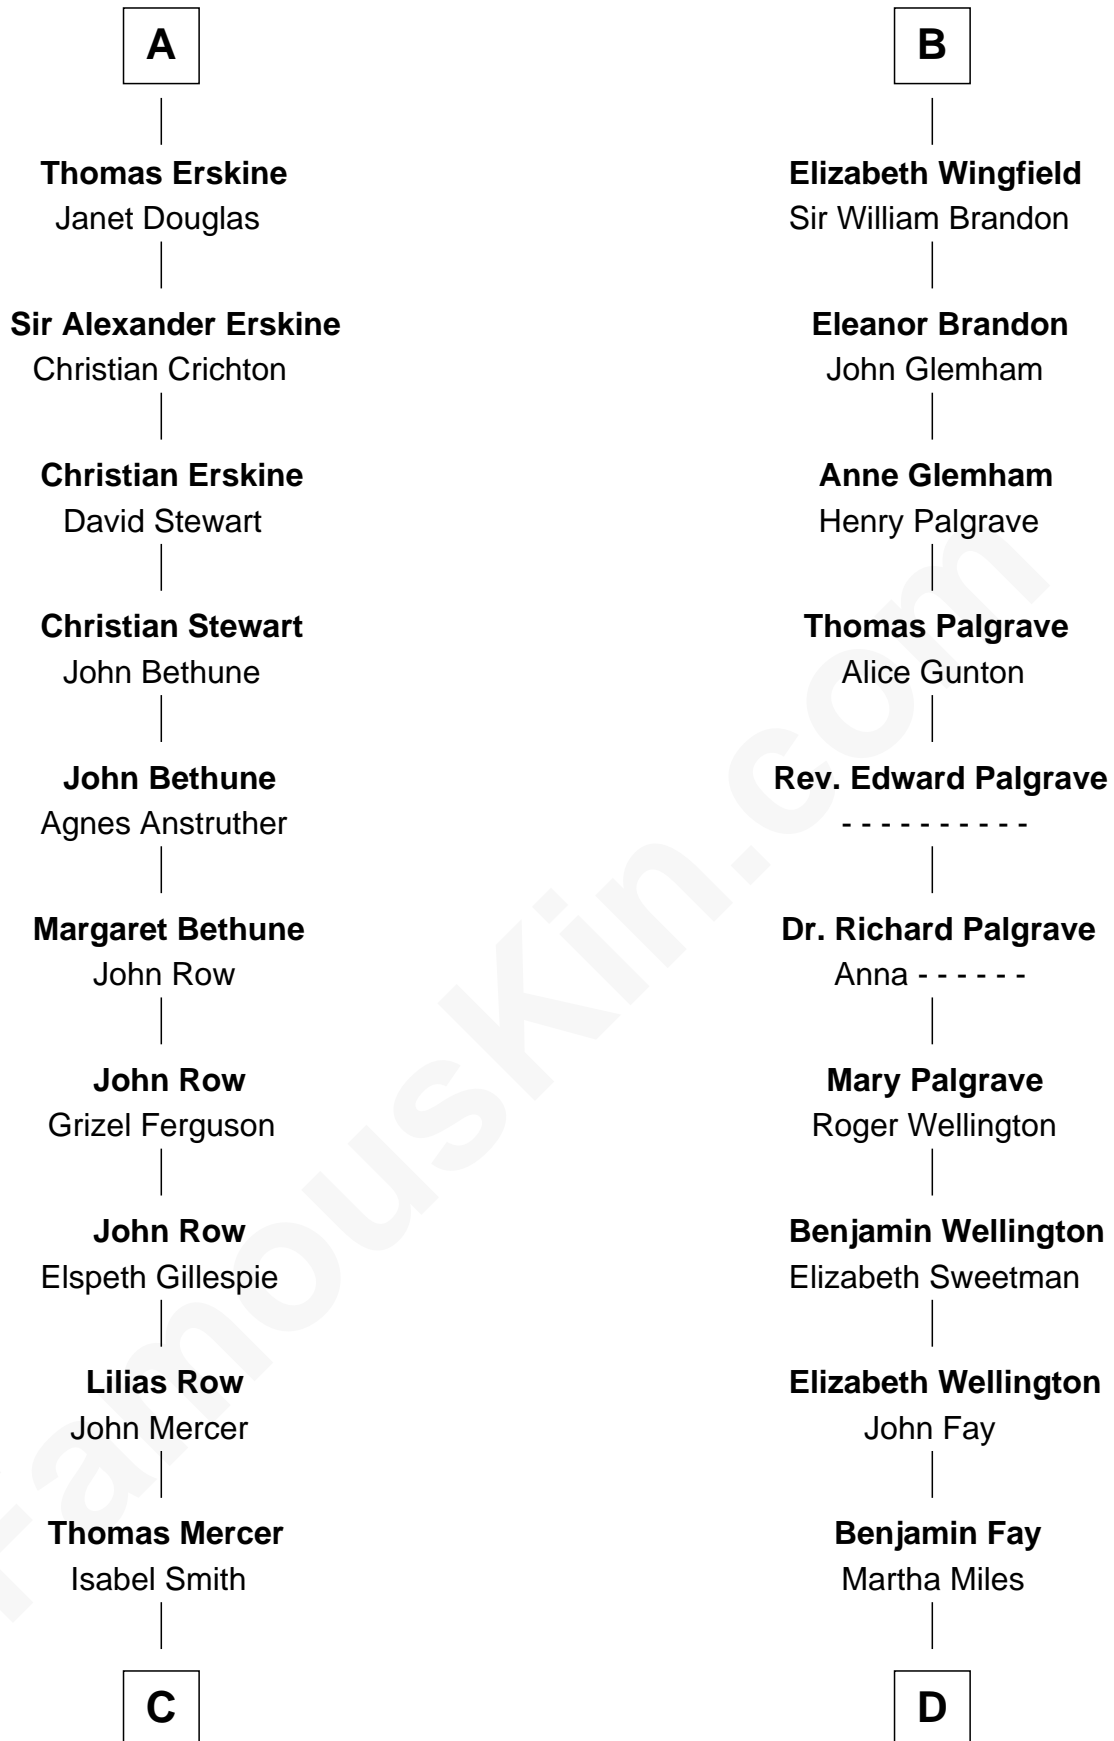 A
Thomas Erskine
Janet Douglas
Sir Alexander Erskine
Christian Crichton
Christian Erskine
David Stewart
Christian Stewart
John Bethune
John Bethune
Agnes Anstruther
Margaret Bethune
John Row
John Row
Grizel Ferguson
John Row
Elspeth Gillespie
Lilias Row
John Mercer
Thomas Mercer
Isabel Smith
C
B
Elizabeth Wingfield
Sir William Brandon
Eleanor Brandon
John Glemham
Anne Glemham
Henry Palgrave
Thomas Palgrave
Alice Gunton
Rev. Edward Palgrave
- - - - - - - - - -
Dr. Richard Palgrave
Anna - - - - - -
Mary Palgrave
Roger Wellington
Benjamin Wellington
Elizabeth Sweetman
Elizabeth Wellington
John Fay
Benjamin Fay
Martha Miles
D
FamousKin.com